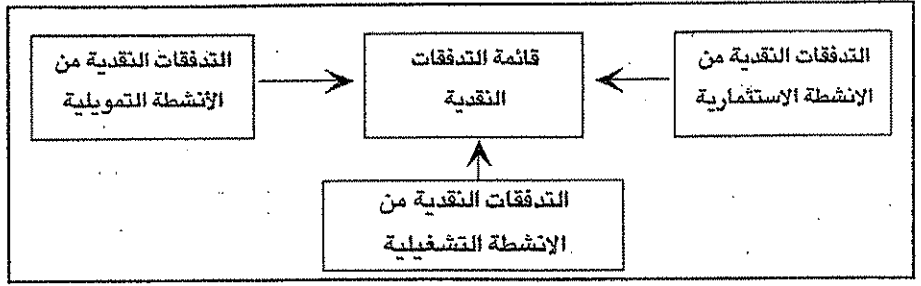 التدفقات النقدية من
الانشطة الاستثمارية
قائمة التدفقات
النقدية
التدفقات النقدية من
الأنشطة التمويلية
التدفقات النقدية من
الانشطة التشغيلية